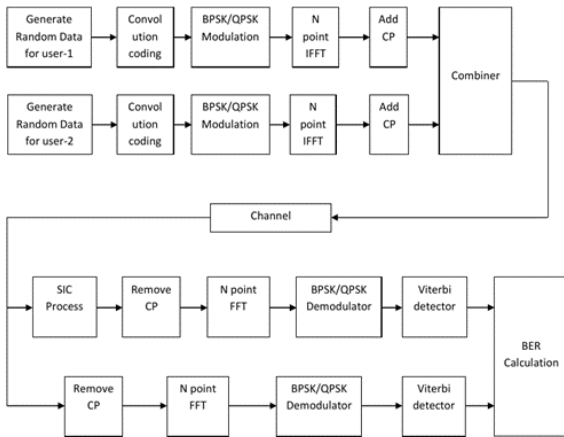 Generate
Random Data
for user-1
Convol
ution
coding
BPSK/QPSK
Modulation
N
point
IFFT
Add
CP
Combiner
Generate
Random Data
for user-2
Convol
ution
coding
BPSK/QPSK
Modulation
N
point
IFFT
Add
CP
Channel
SIC
Process
Remove
CP
N point
FFT
BPSK/QPSK
Demodulator
Viterbi
detector
BER
Calculation
Remove
CP
N point
FFT
BPSK/QPSK
Demodulator
Viterbi
detector